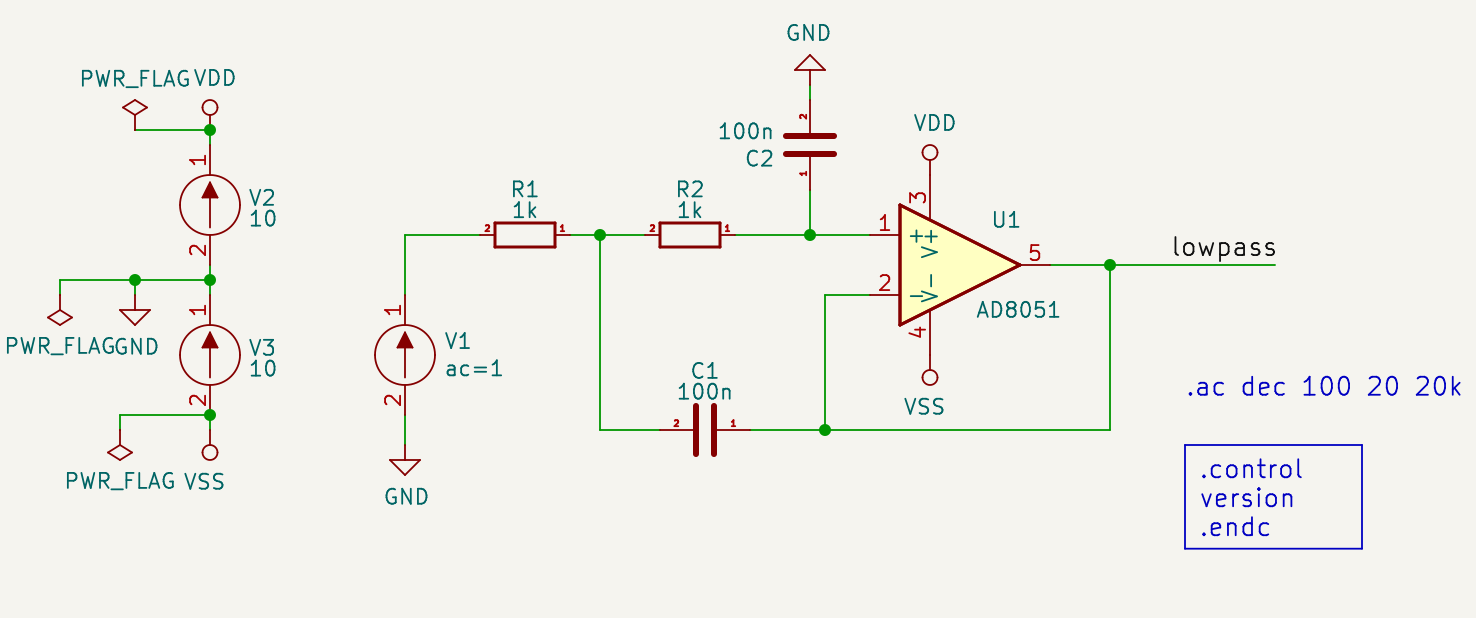 GND
PWR_FLAG VDD
2
100n
C2
1
VDD
1
V2
10
2
R1
1k
2 1
R2
1k
2 1
3
1
++
V+
U1
5
lowpass
2
−
V−
4
AD8051
VSS
PWR_FLAG GND
1
V3
10
2
1
V1
ac=1
2
C1
100n
2 1
.ac dec 100 20 20k
PWR_FLAG VSS
GND
.control
version
.endc